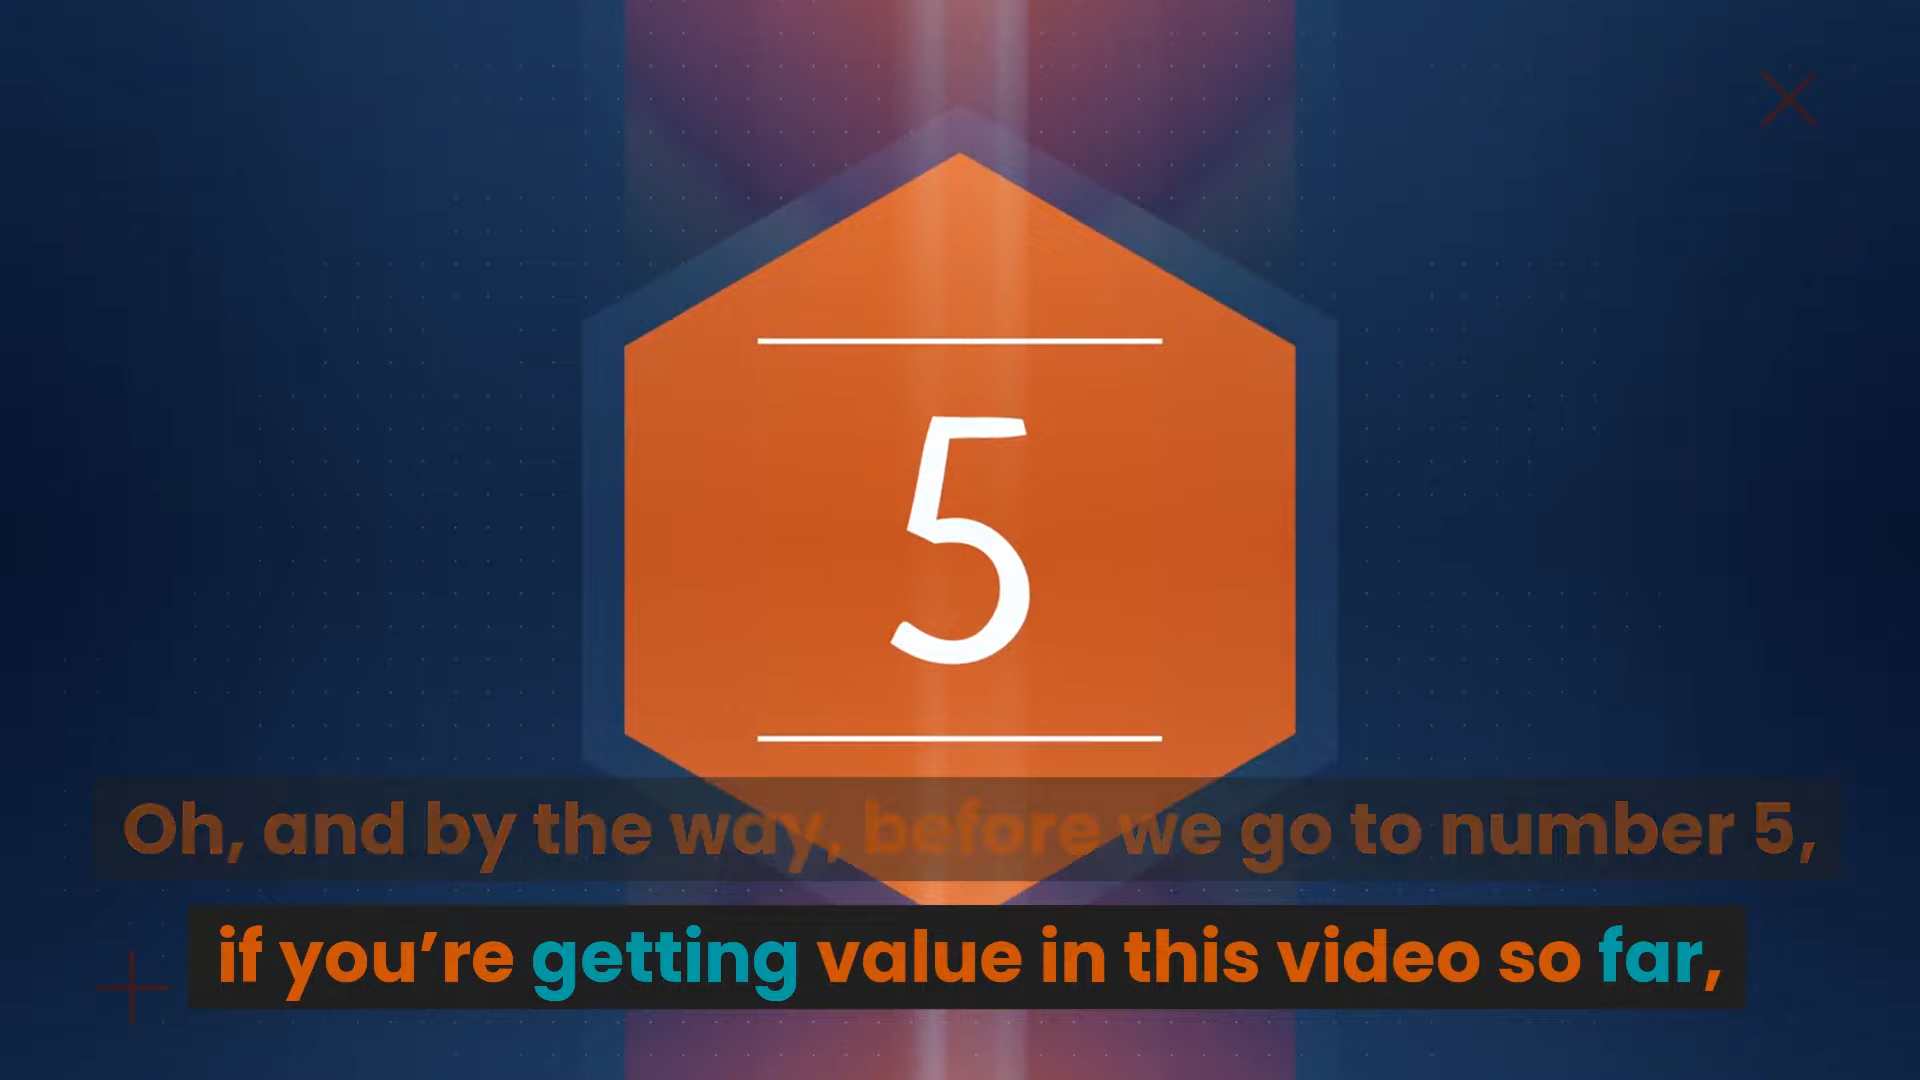 5
Oh, and by the way, before we go to number 5,
if you’re getting value in this video so far,